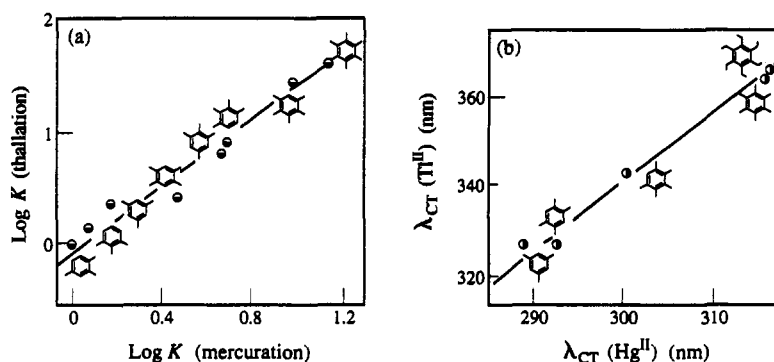 (a)
2
1
0
Log K (thallation)
0 0.4 0.8 1.2
Log K (mercuration)
(b)
360
340
320
λCT (TlII) (nm)
290 300 310
λCT (HgII) (nm)